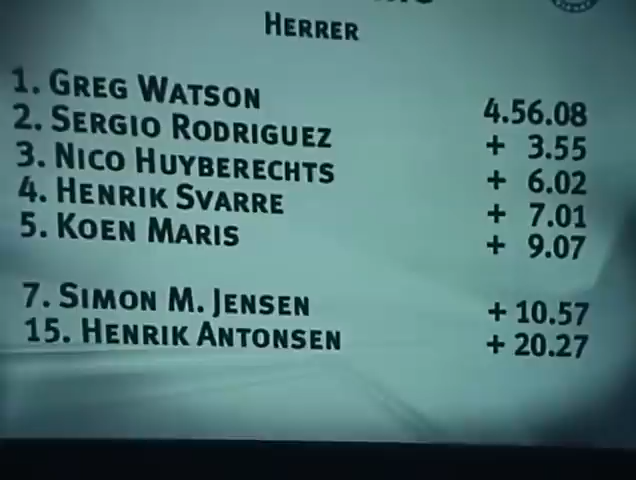 HERRER
1. GREG WATSON 4.56.08
2. SERGIO RODRIGUEZ + 3.55
3. NICO HUYBERECHTS + 6.02
4. HENRIK SVARRE + 7.01
5. KOEN MARIS + 9.07
7. SIMON M. JENSEN + 10.57
15. HENRIK ANTONSEN + 20.27